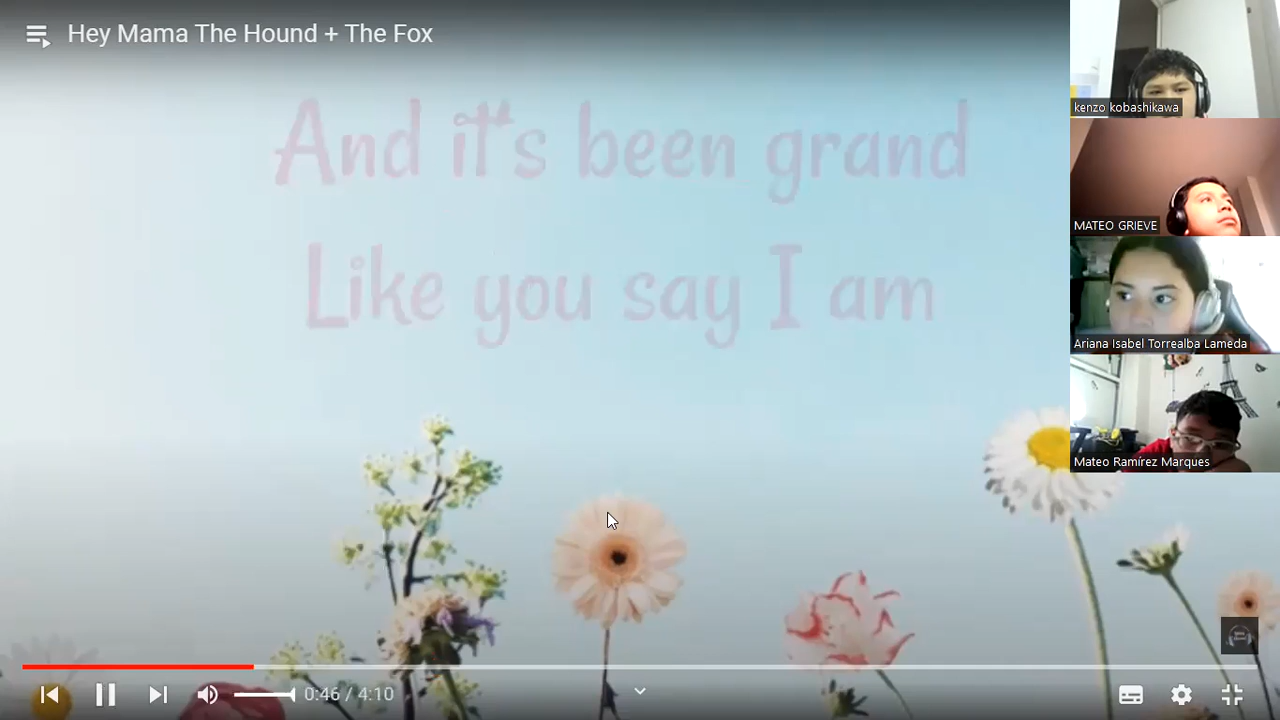 Hey Mama The Hound + The Fox
And it's been grand
Like you say I am
0:46 / 4:10
kenzo kobashikawa
MATEO GRIEVE
Ariana Isabel Torrealba Lameda
Mateo Ramírez Marques